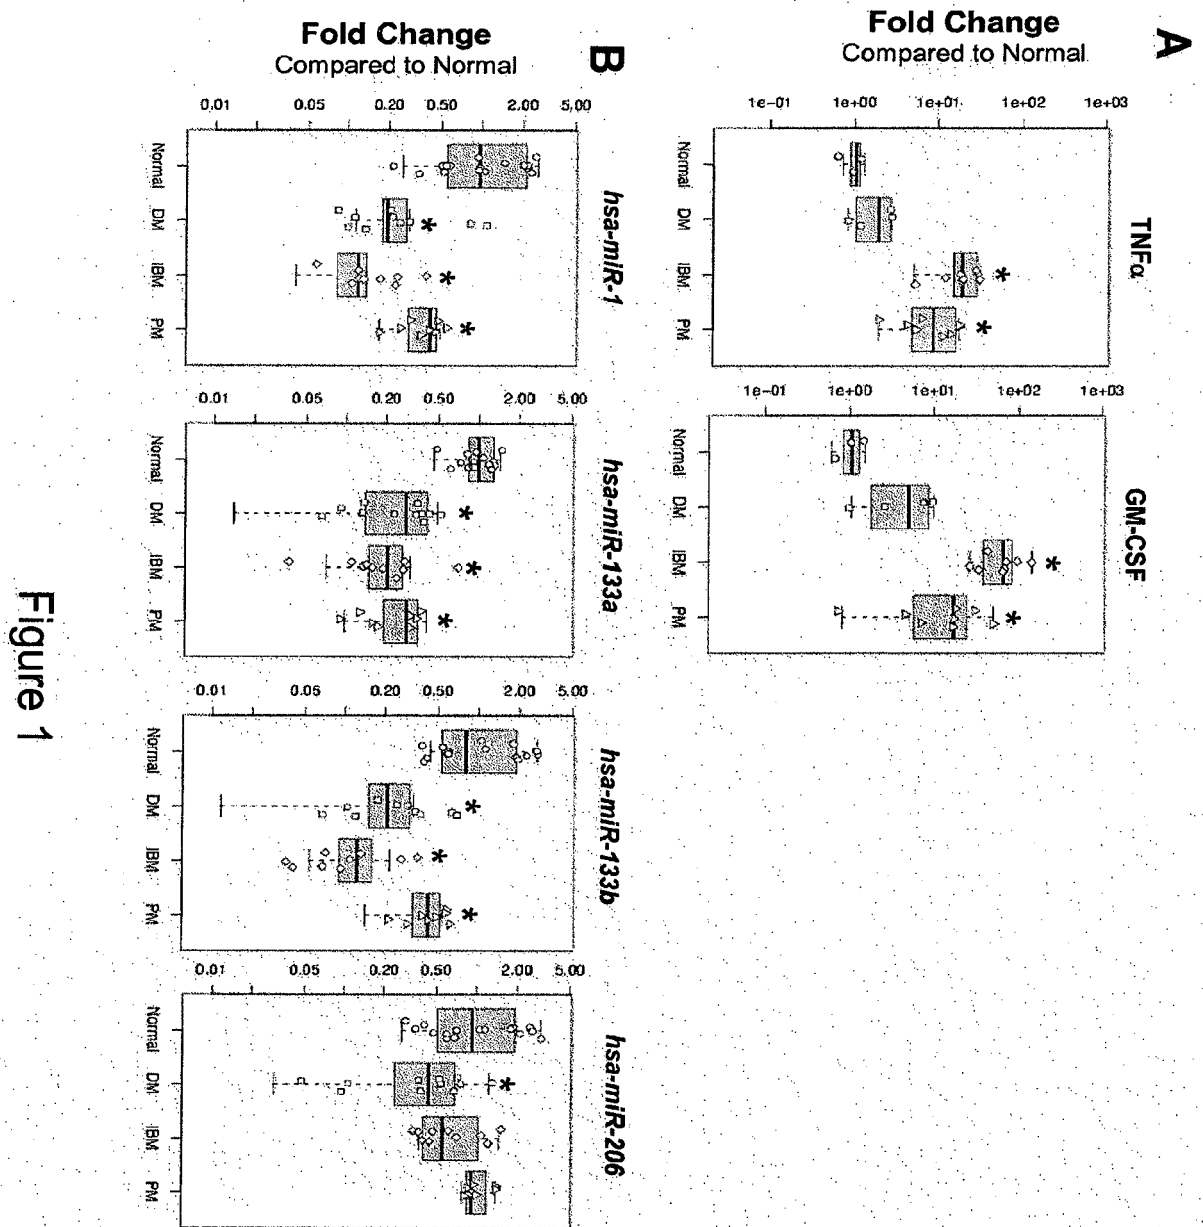 A
Fold Change
Compared to Normal
TNFα
1e-01 1e+00 1e+01 1e+02 1e+03
Normal DM IBM PM
*
*
GM-CSF
1e-01 1e+00 1e+01 1e+02 1e+03
Normal DM IBM PM
*
*
B
Fold Change
Compared to Normal
hsa-miR-1
0.01 0.05 0.20 0.50 2.00 5.00
Normal DM IBM PM
*
*
*
hsa-miR-133a
0.01 0.05 0.20 0.50 2.00 5.00
Normal DM IBM PM
*
*
*
hsa-miR-133b
0.01 0.05 0.20 0.50 2.00 5.00
Normal DM IBM PM
*
*
*
hsa-miR-206
0.01 0.05 0.20 0.50 2.00 5.00
Normal DM IBM PM
*
Figure 1